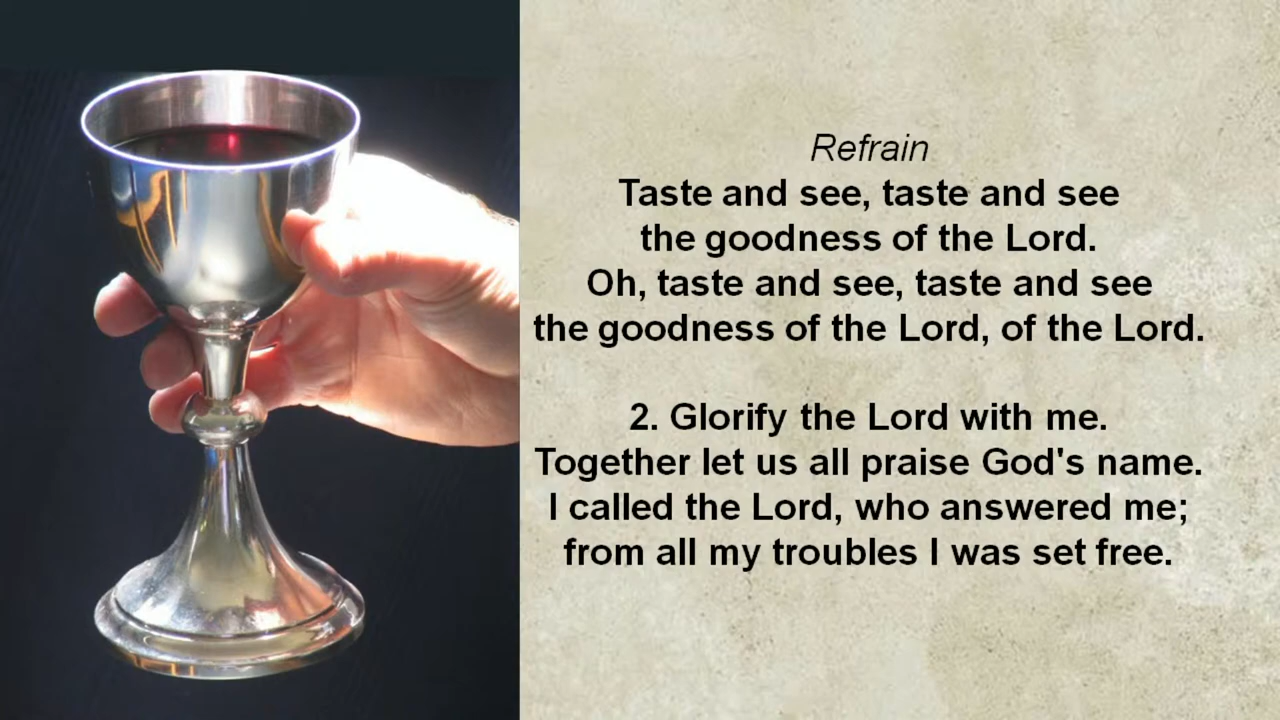 Refrain
Taste and see, taste and see
the goodness of the Lord.
Oh, taste and see, taste and see
the goodness of the Lord, of the Lord.
2. Glorify the Lord with me.
Together let us all praise God's name.
I called the Lord, who answered me;
from all my troubles I was set free.